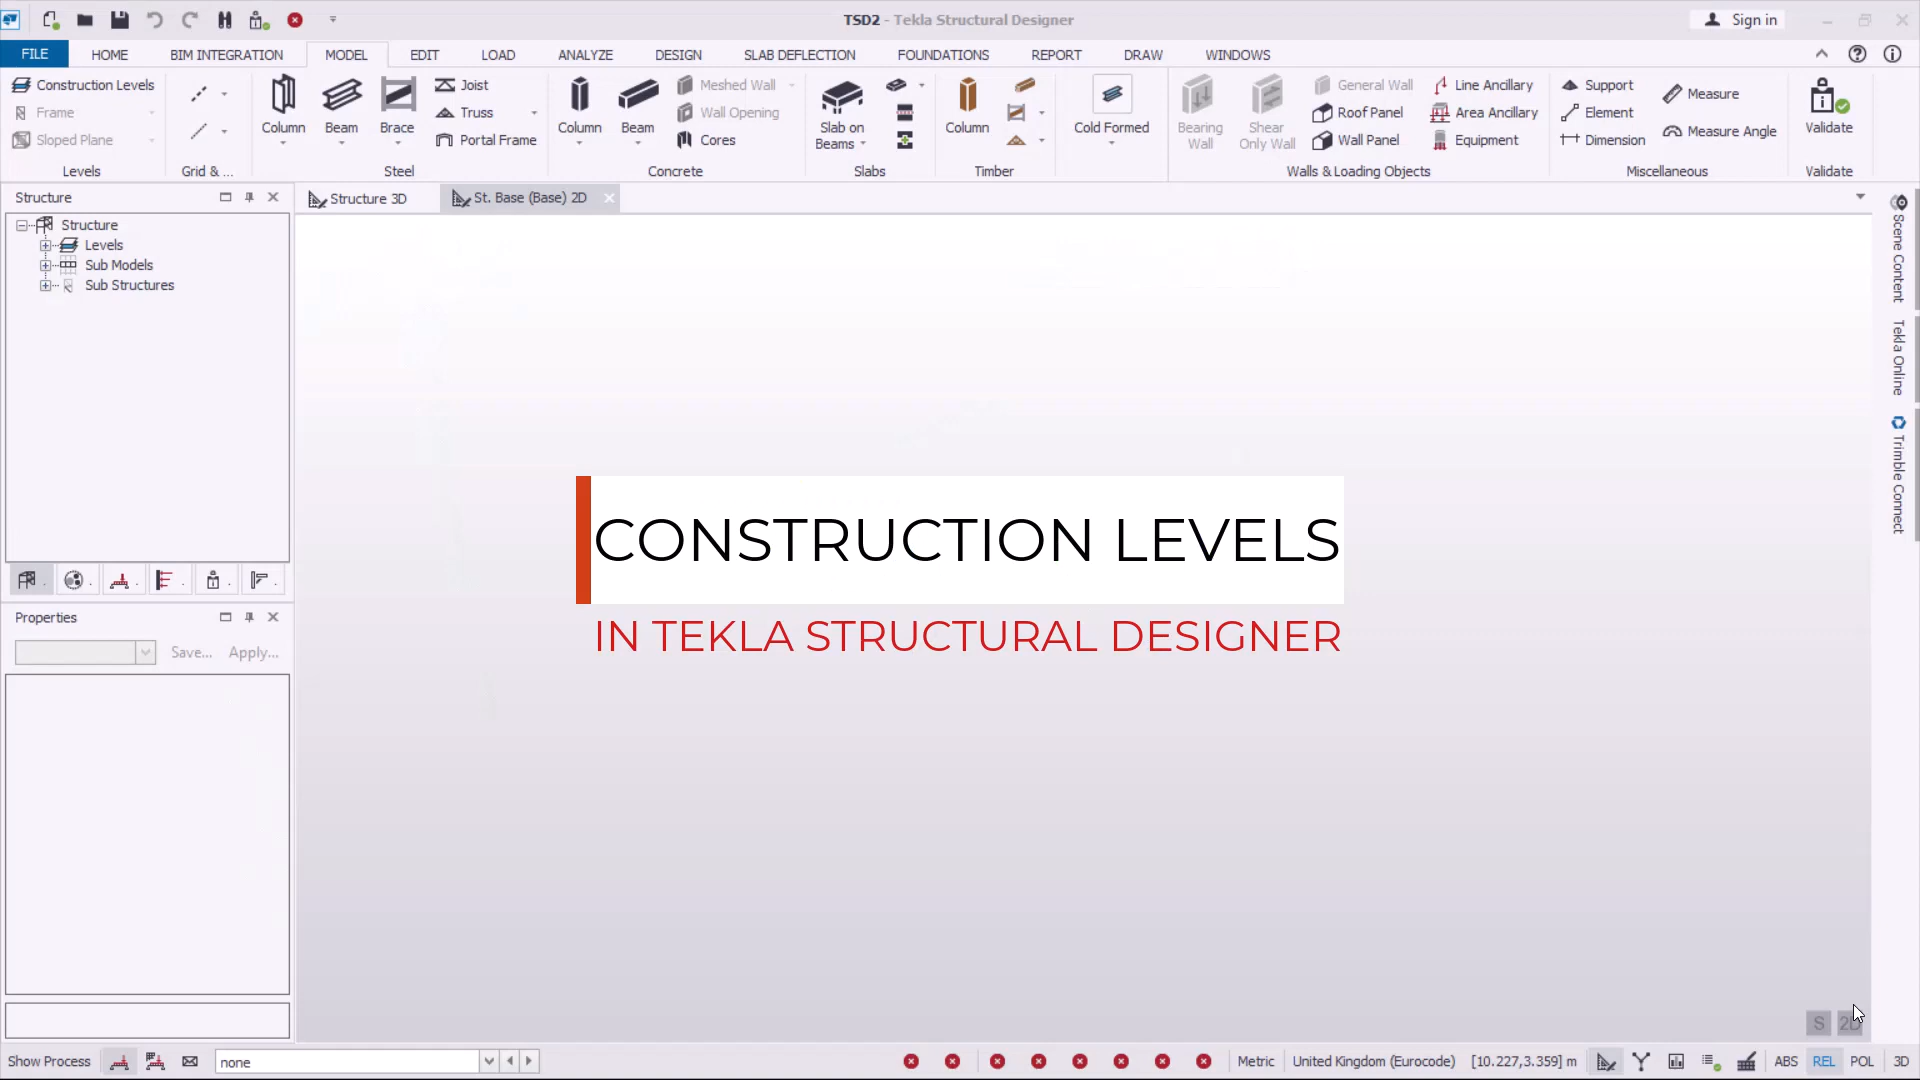 TSD2 - Tekla Structural Designer
Sign in
FILE HOME BIM INTEGRATION MODEL EDIT LOAD ANALYZE DESIGN SLAB DEFLECTION FOUNDATIONS REPORT DRAW WINDOWS
Construction Levels
Frame
Sloped Plane
Levels
Grid & ...
Column
Beam
Brace
Joist
Truss
Portal Frame
Steel
Column
Beam
Meshed Wall
Wall Opening
Cores
Concrete
Slab on
Beams
Slabs
Column
Timber
Cold Formed
Bearing
Wall
Shear
Only Wall
General Wall
Roof Panel
Wall Panel
Line Ancillary
Area Ancillary
Equipment
Walls & Loading Objects
Support
Element
Dimension
Measure
Measure Angle
Miscellaneous
Validate
Validate
Structure
Structure 3D
St. Base (Base) 2D
Structure
Levels
Sub Models
Sub Structures
Scene Content
Tekla Online
Trimble Connect
CONSTRUCTION LEVELS
IN TEKLA STRUCTURAL DESIGNER
Properties
Save...
Apply...
S
2D
Show Process
none
Metric
United Kingdom (Eurocode)
[10.227,3.359] m
ABS
REL
POL
3D